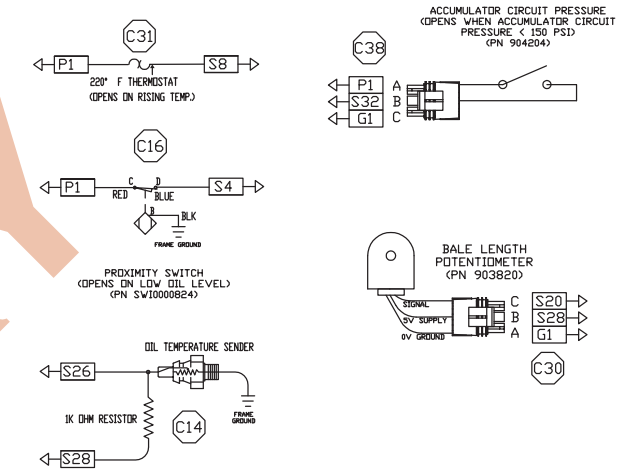 C31
P1
S8
220° F THERMOSTAT
(OPENS ON RISING TEMP.)
C16
P1
C
D
S4
RED
BLUE
B
BLK
FRAME GROUND
PROXIMITY SWITCH
(OPENS ON LOW OIL LEVEL)
(PN SWI0000824)
OIL TEMPERATURE SENDER
S26
1K OHM RESISTOR
C14
FRAME
GROUND
S28
ACCUMULATOR CIRCUIT PRESSURE
(OPENS WHEN ACCUMULATOR CIRCUIT
PRESSURE < 150 PSI)
(PN 904204)
C38
P1 A
S32 B
G1 C
BALE LENGTH
POTENTIOMETER
(PN 903820)
SIGNAL C S20
5V SUPPLY B S28
0V GROUND A G1
C30